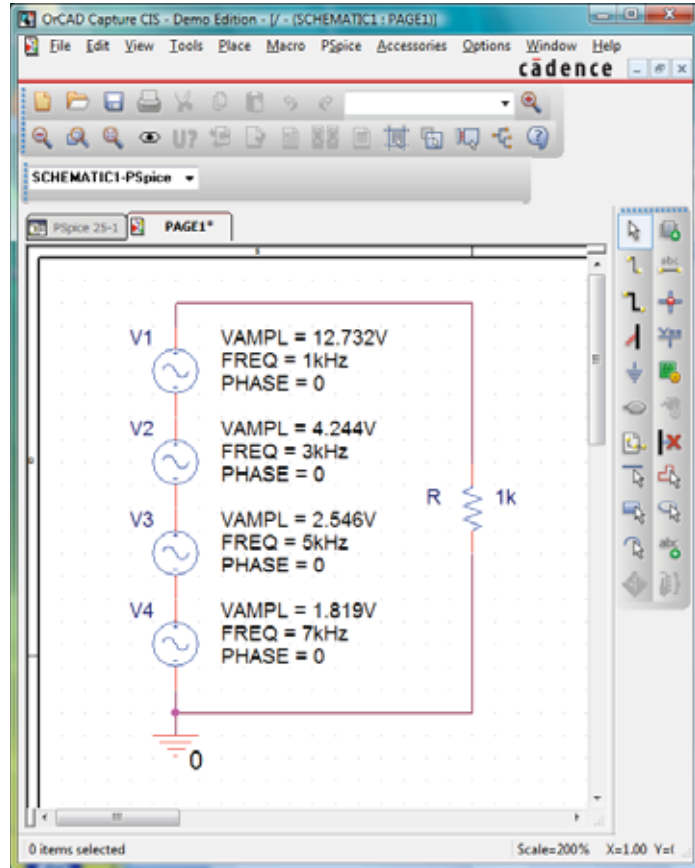 OrCAD Capture CIS - Demo Edition - [/ - (SCHEMATIC1 : PAGE1)]
File Edit View Tools Place Macro PSpice Accessories Options Window Help
cādence
U?
SCHEMATIC1-PSpice
PSpice 25-1 PAGE1*
abc
V1 VAMPL = 12.732V
FREQ = 1kHz
PHASE = 0
V2 VAMPL = 4.244V
FREQ = 3kHz
PHASE = 0
R 1k
V3 VAMPL = 2.546V
FREQ = 5kHz
PHASE = 0
V4 VAMPL = 1.819V
FREQ = 7kHz
PHASE = 0
0
abc
0 items selected Scale=200% X=1.00 Y=(